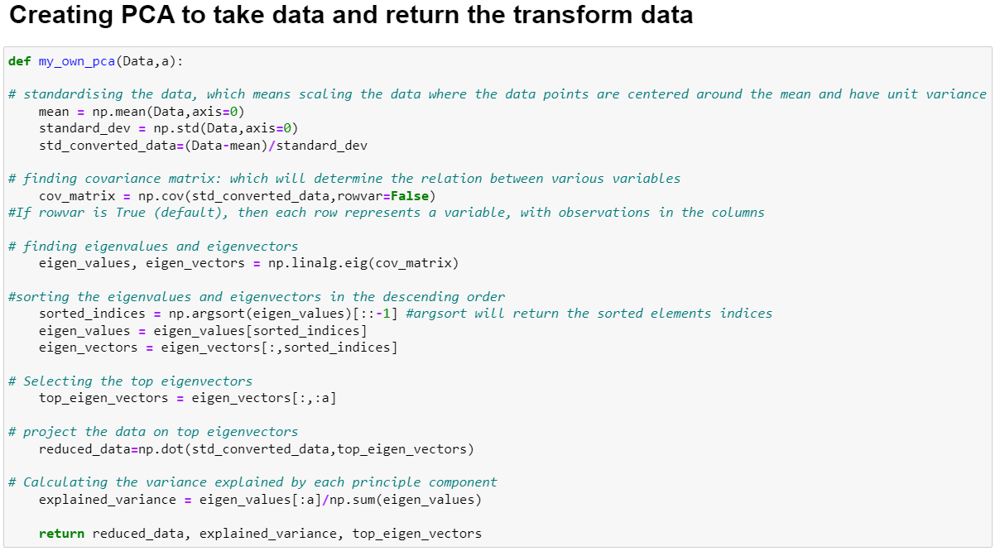 Creating PCA to take data and return the transform data
def my_own_pca(Data,a):
# standardising the data, which means scaling the data where the data points are centered around the mean and have unit variance
    mean = np.mean(Data,axis=0)
    standard_dev = np.std(Data,axis=0)
    std_converted_data=(Data-mean)/standard_dev
# finding covariance matrix: which will determine the relation between various variables
    cov_matrix = np.cov(std_converted_data,rowvar=False)
#If rowvar is True (default), then each row represents a variable, with observations in the columns
# finding eigenvalues and eigenvectors
    eigen_values, eigen_vectors = np.linalg.eig(cov_matrix)
#sorting the eigenvalues and eigenvectors in the descending order
    sorted_indices = np.argsort(eigen_values)[::-1] #argsort will return the sorted elements indices
    eigen_values = eigen_values[sorted_indices]
    eigen_vectors = eigen_vectors[:,sorted_indices]
# Selecting the top eigenvectors
    top_eigen_vectors = eigen_vectors[:,:a]
# project the data on top eigenvectors
    reduced_data=np.dot(std_converted_data,top_eigen_vectors)
# Calculating the variance explained by each principle component
    explained_variance = eigen_values[:a]/np.sum(eigen_values)
    return reduced_data, explained_variance, top_eigen_vectors